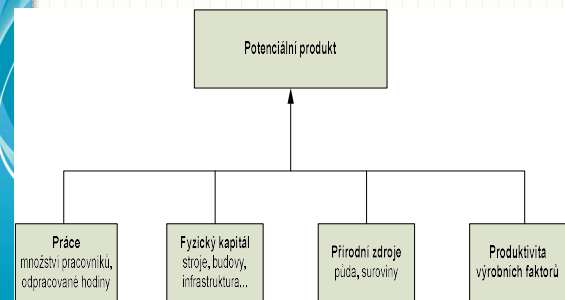 Potenciální produkt
Práce
množství pracovníků,
odpracované hodiny
Fyzický kapitál
stroje, budovy,
infrastruktura...
Přírodní zdroje
půda, suroviny
Produktivita
výrobních faktorů